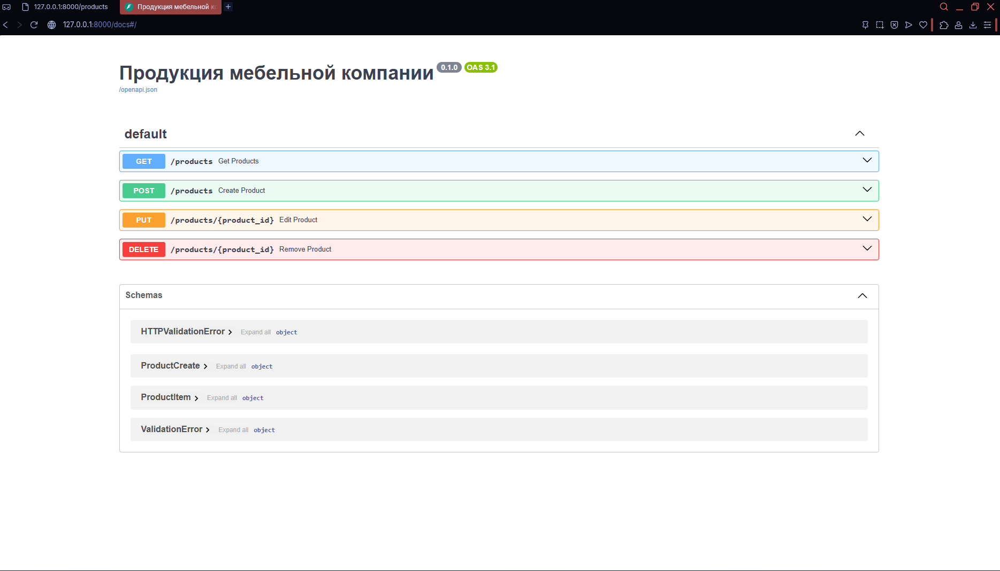 127.0.0.1:8000/products
Продукция мебельной к
127.0.0.1:8000/docs#/
Продукция мебельной компании 0.1.0 OAS 3.1
/openapi.json
default
GET /products Get Products
POST /products Create Product
PUT /products/{product_id} Edit Product
DELETE /products/{product_id} Remove Product
Schemas
HTTPValidationError Expand all object
ProductCreate Expand all object
ProductItem Expand all object
ValidationError Expand all object